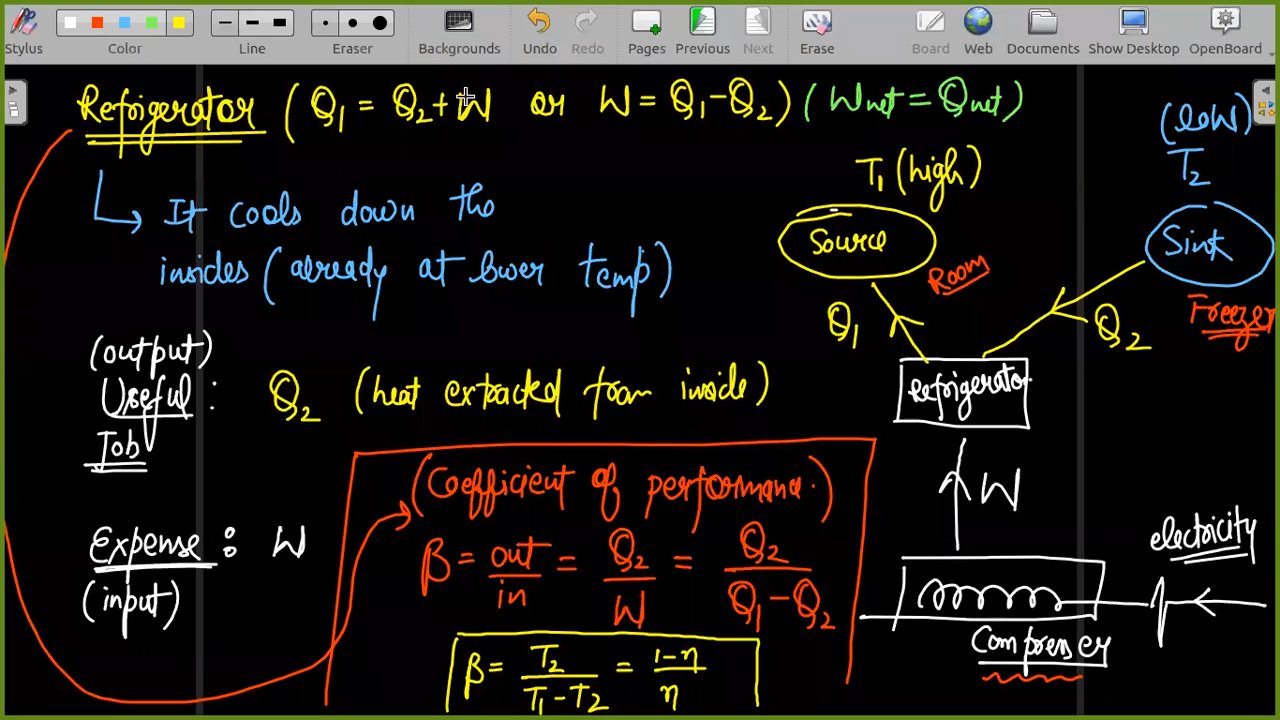 Stylus Color Line Eraser Backgrounds Undo Redo Pages Previous Next Erase Board Web Documents Show Desktop OpenBoard
Refrigerator ( Q1 = Q2 + W or W = Q1 - Q2 ) ( Wnet = Qnet )
(low)
T2
T1 (high)
↳ It cools down the
insides (already at lower temp)
Source
Sink
Room
Freezer
Q1
Q2
Refrigerator
(output)
Useful : Q2 (heat extracted from inside)
Job
W
(Coefficient of performance.)
Expense : W
(input)
β = out/in = Q2/W = Q2/(Q1 - Q2)
electricity
Compresser
β = T2/(T1 - T2) = (1-η)/η